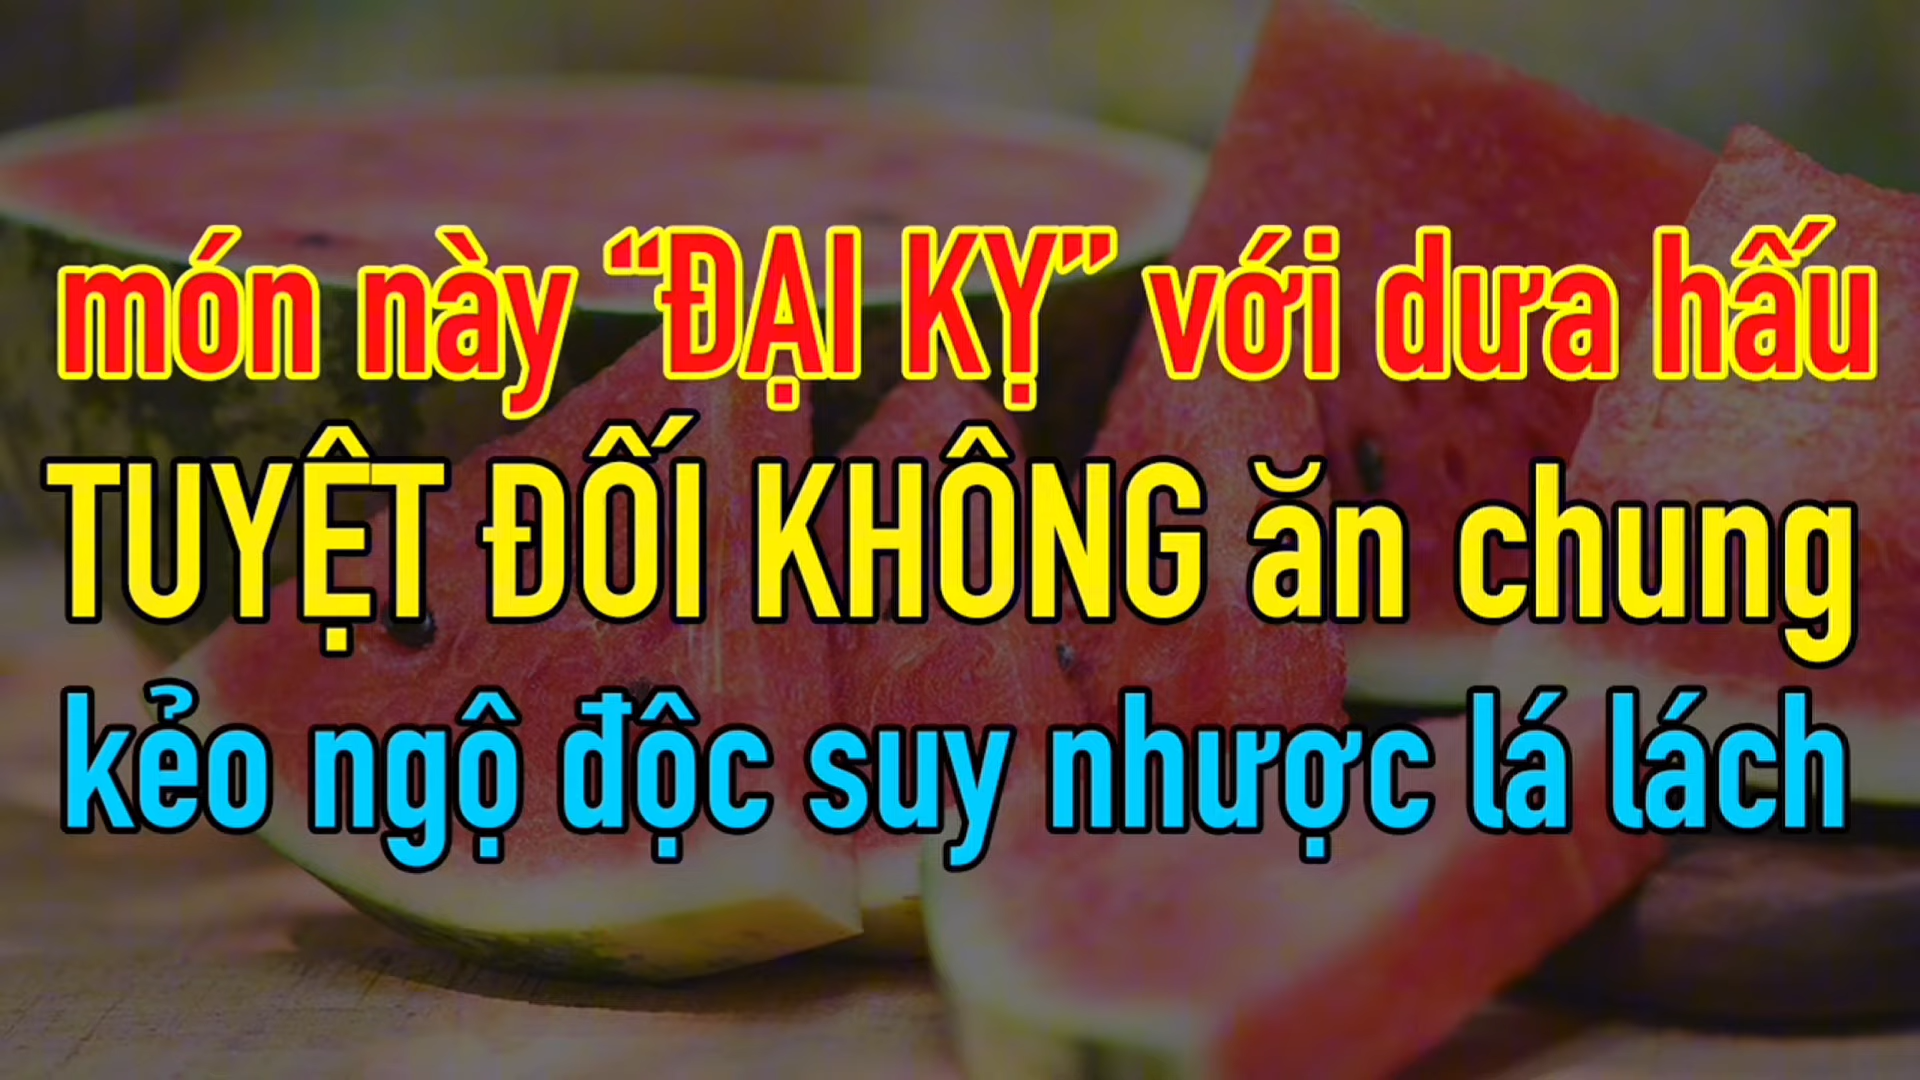 món này “ĐẠI KỴ” với dưa hấu
TUYỆT ĐỐI KHÔNG ăn chung
kẻo ngộ độc suy nhược lá lách